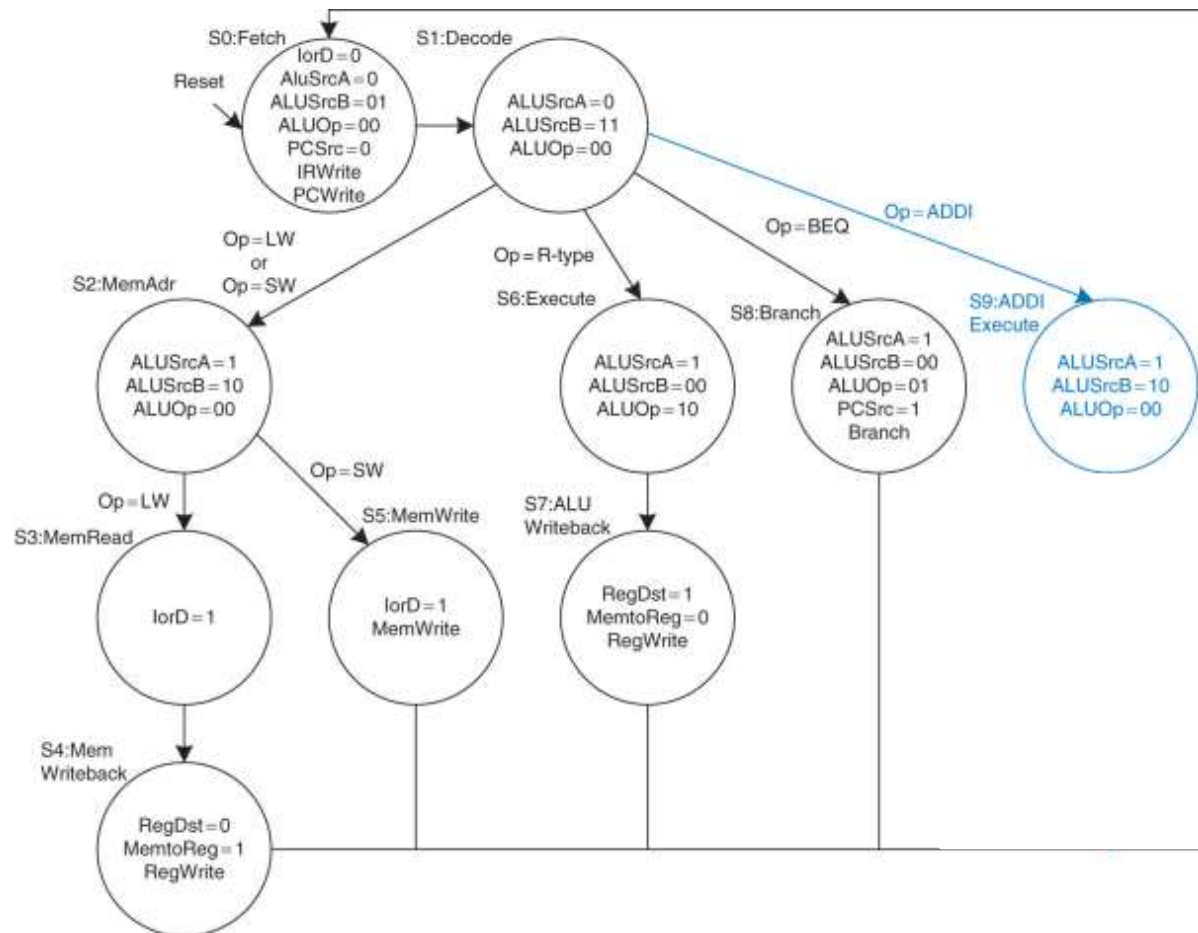 S0:Fetch
IorD=0
AluSrcA=0
ALUSrcB=01
ALUOp=00
PCSrc=0
IRWrite
PCWrite
Reset
S1:Decode
ALUSrcA=0
ALUSrcB=11
ALUOp=00
Op=LW
or
Op=SW
Op=R-type
Op=BEQ
Op=ADDI
S2:MemAdr
ALUSrcA=1
ALUSrcB=10
ALUOp=00
S6:Execute
ALUSrcA=1
ALUSrcB=00
ALUOp=10
S8:Branch
ALUSrcA=1
ALUSrcB=00
ALUOp=01
PCSrc=1
Branch
S9:ADDI
Execute
ALUSrcA=1
ALUSrcB=10
ALUOp=00
Op=LW
Op=SW
S3:MemRead
IorD=1
S5:MemWrite
IorD=1
MemWrite
S7:ALU
Writeback
RegDst=1
MemtoReg=0
RegWrite
S4:Mem
Writeback
RegDst=0
MemtoReg=1
RegWrite